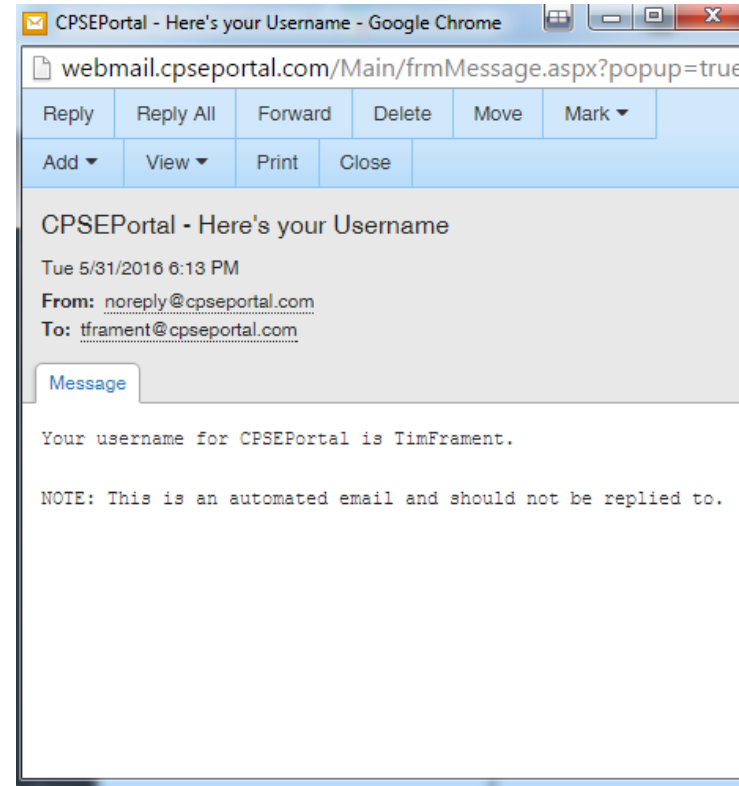 CPSEPortal - Here's your Username - Google Chrome
webmail.cpseportal.com/Main/frmMessage.aspx?popup=true
Reply Reply All Forward Delete Move Mark
Add View Print Close
CPSEPortal - Here's your Username
Tue 5/31/2016 6:13 PM
From: noreply@cpseportal.com
To: tframent@cpseportal.com
Message
Your username for CPSEPortal is TimFrament.
NOTE: This is an automated email and should not be replied to.